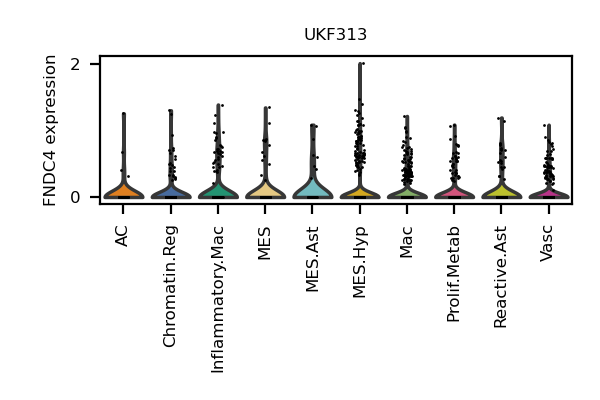 UKF313
FNDC4 expression
2
0
AC
Chromatin.Reg
Inflammatory.Mac
MES
MES.Ast
MES.Hyp
Mac
Prolif.Metab
Reactive.Ast
Vasc